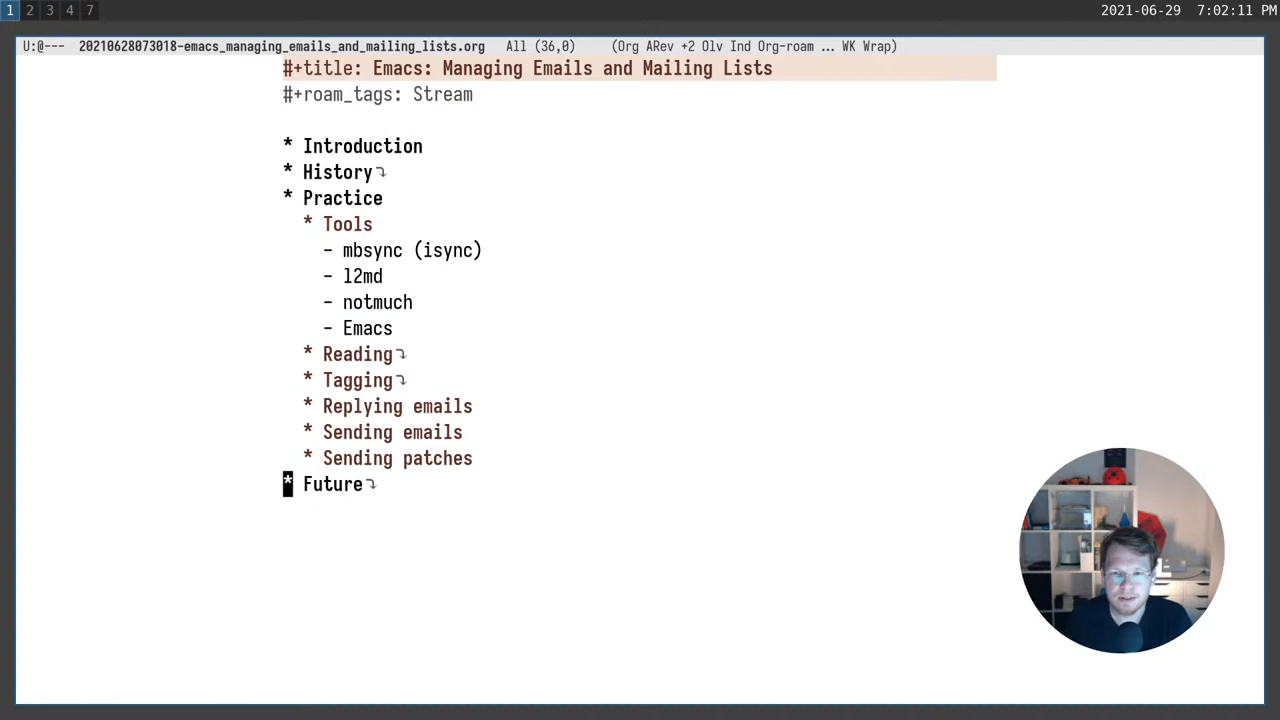 1 2 3 4 7 2021-06-29 7:02:11 PM
U:@--- 20210628073018-emacs_managing_emails_and_mailing_lists.org All (36,0) (Org ARev +2 Olv Ind Org-roam ... WK Wrap)
#+title: Emacs: Managing Emails and Mailing Lists
#+roam_tags: Stream
* Introduction
* History⤵
* Practice
* Tools
- mbsync (isync)
- l2md
- notmuch
- Emacs
* Reading⤵
* Tagging⤵
* Replying emails
* Sending emails
* Sending patches
* Future⤵